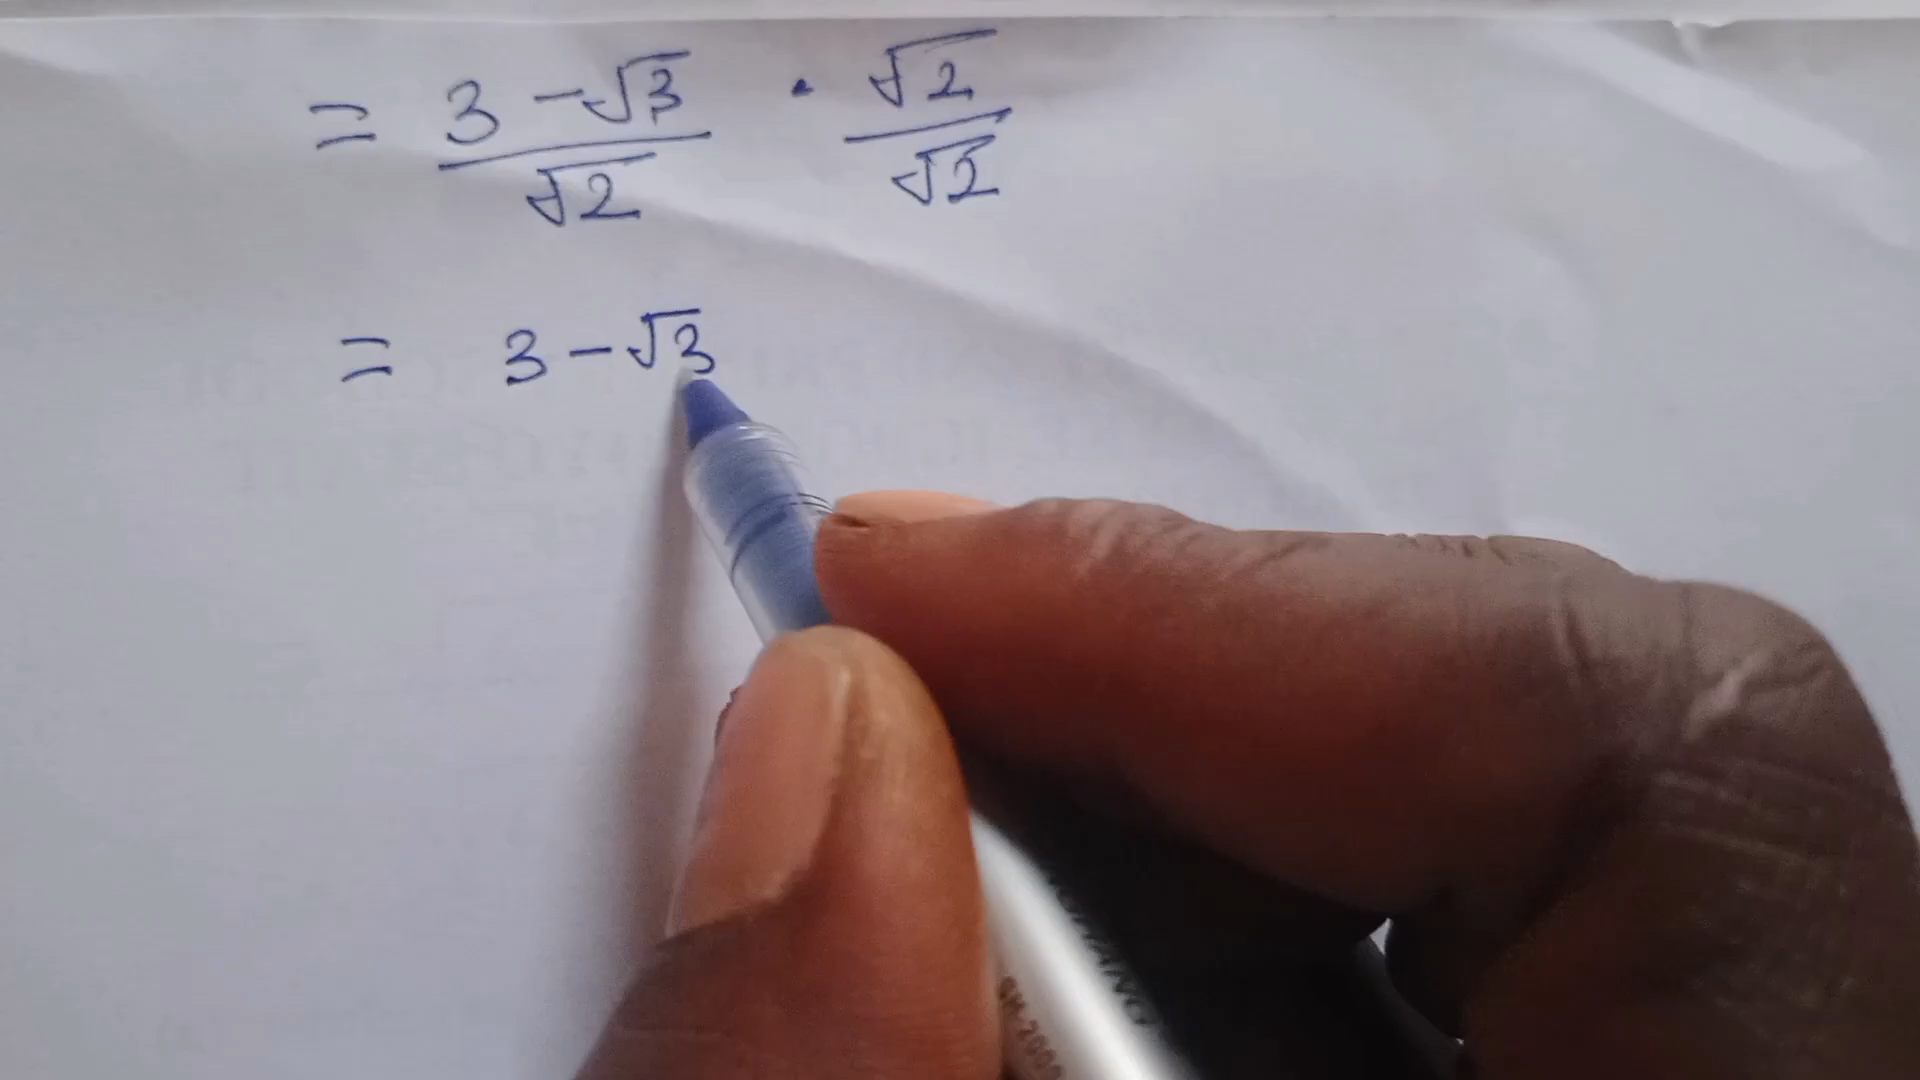 = 3 - √3 / √2 · √2 / √2
= 3 - √3